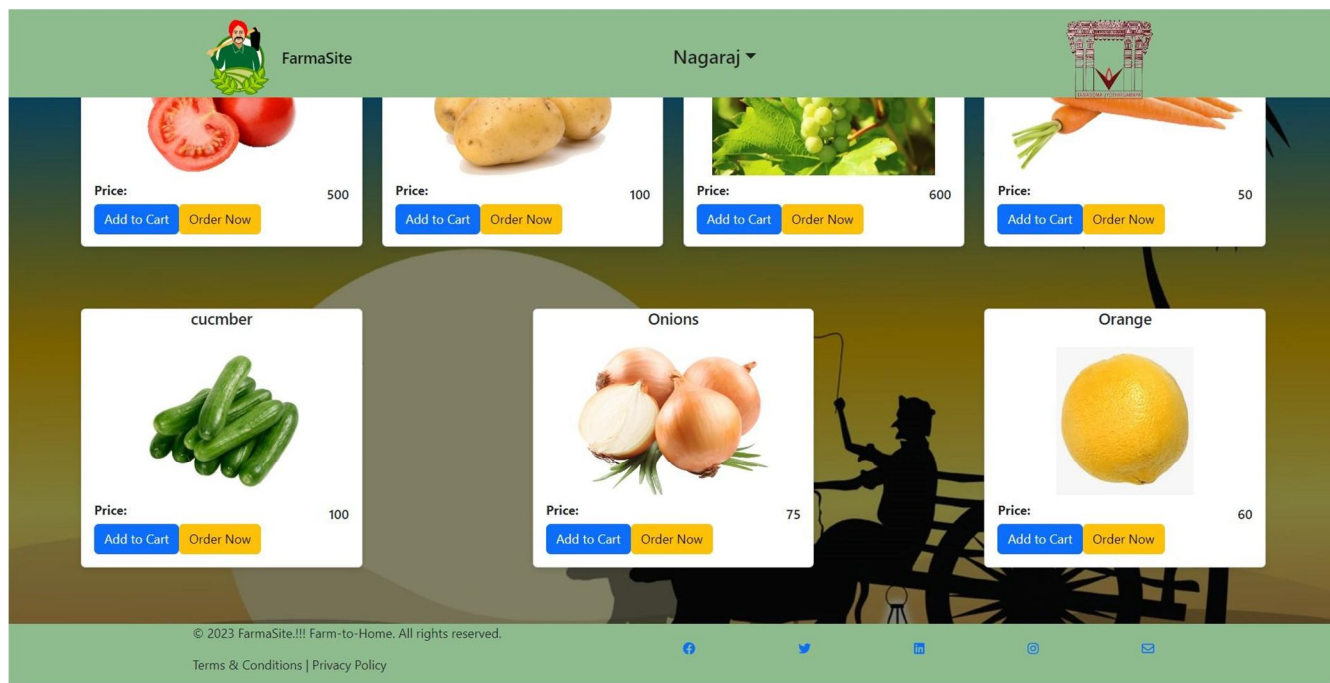 FarmaSite
Nagaraj
Price:
500
Add to Cart Order Now
Price:
100
Add to Cart Order Now
Price:
600
Add to Cart Order Now
Price:
50
Add to Cart Order Now
cucmber
Price:
100
Add to Cart Order Now
Onions
Price:
75
Add to Cart Order Now
Orange
Price:
60
Add to Cart Order Now
© 2023 FarmaSite.!!! Farm-to-Home. All rights reserved.
Terms & Conditions | Privacy Policy